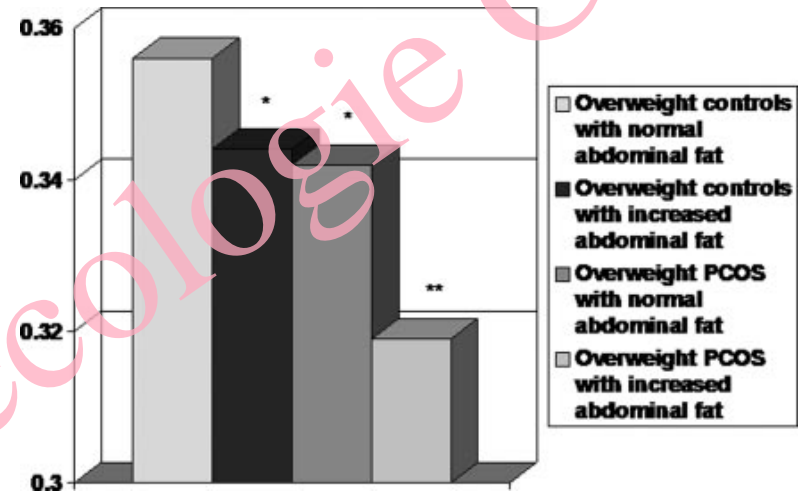 0.36
0.34
0.32
0.3
*
*
**
Overweight controls
with normal
abdominal fat
Overweight controls
with increased
abdominal fat
Overweight PCOS
with normal
abdominal fat
Overweight PCOS
with increased
abdominal fat
ecologie